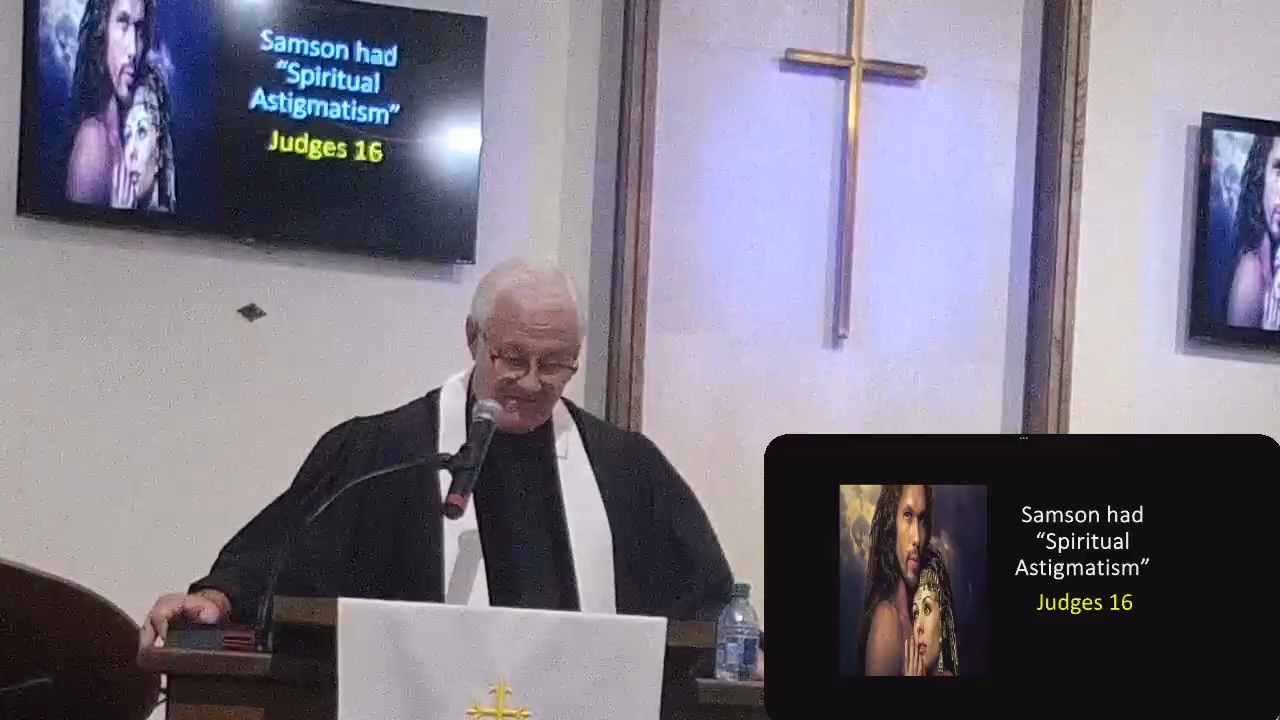 Samson had
“Spiritual
Astigmatism”
Judges 16
Samson had
“Spiritual
Astigmatism”
Judges 16